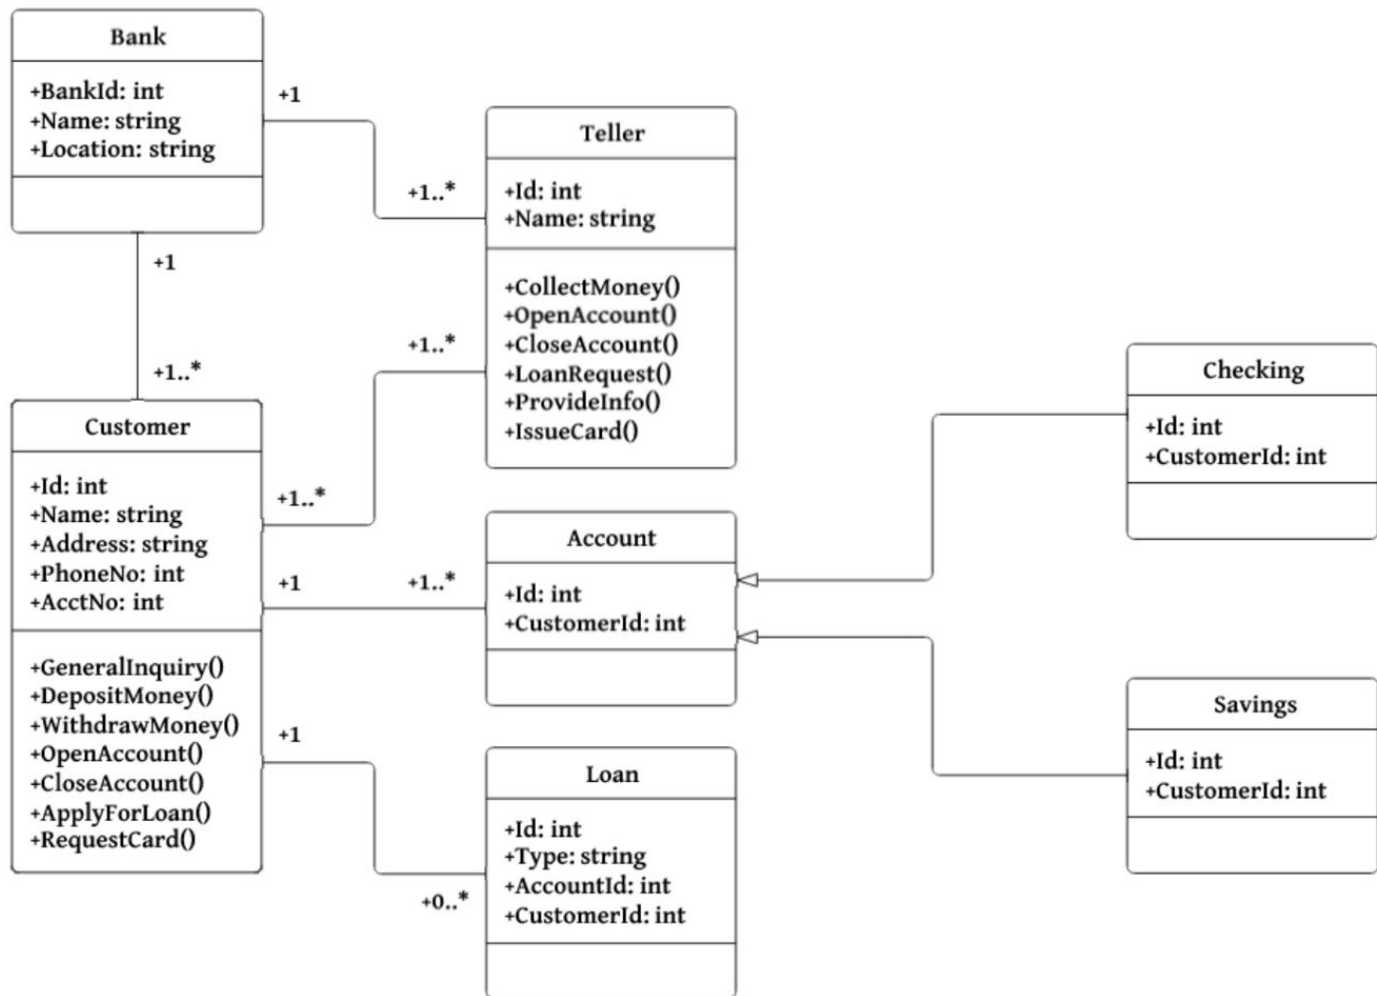 Bank
+BankId: int
+Name: string
+Location: string
+1
+1..*
+1
+1..*
Teller
+Id: int
+Name: string
+CollectMoney()
+OpenAccount()
+CloseAccount()
+LoanRequest()
+ProvideInfo()
+IssueCard()
Customer
+Id: int
+Name: string
+Address: string
+PhoneNo: int
+AcctNo: int
+GeneralInquiry()
+DepositMoney()
+WithdrawMoney()
+OpenAccount()
+CloseAccount()
+ApplyForLoan()
+RequestCard()
+1..*
+1..*
+1
+1..*
+1
+0..*
Account
+Id: int
+CustomerId: int
Loan
+Id: int
+Type: string
+AccountId: int
+CustomerId: int
Checking
+Id: int
+CustomerId: int
Savings
+Id: int
+CustomerId: int